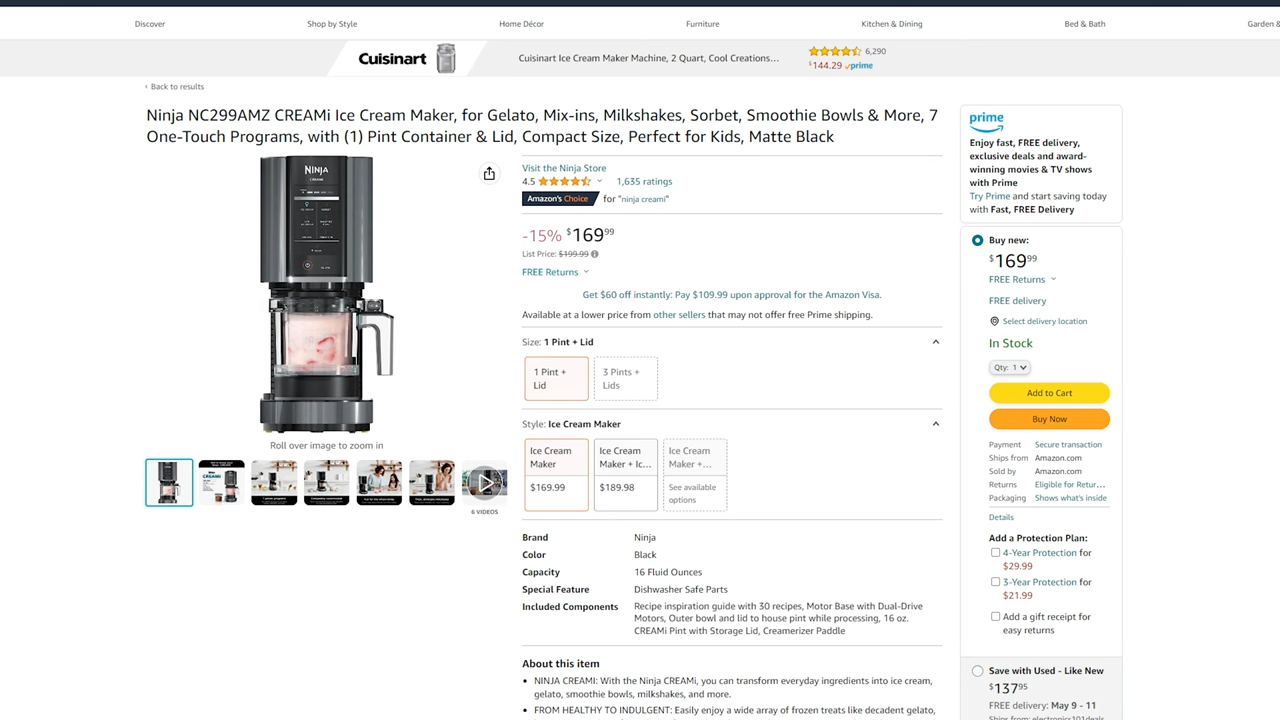 Discover
Shop by Style
Home Décor
Furniture
Kitchen & Dining
Bed & Bath
Garden &
Cuisinart
Cuisinart Ice Cream Maker Machine, 2 Quart, Cool Creations…
6,290
$144.29 prime
‹ Back to results
Ninja NC299AMZ CREAMi Ice Cream Maker, for Gelato, Mix-ins, Milkshakes, Sorbet, Smoothie Bowls & More, 7
One-Touch Programs, with (1) Pint Container & Lid, Compact Size, Perfect for Kids, Matte Black
NINJA
Roll over image to zoom in
6 VIDEOS
Visit the Ninja Store
4.5 1,635 ratings
Amazon's Choice for "ninja creami"
-15% $169.99
List Price: $199.99
FREE Returns
Get $60 off instantly: Pay $109.99 upon approval for the Amazon Visa.
Available at a lower price from other sellers that may not offer free Prime shipping.
Size: 1 Pint + Lid
1 Pint +
Lid
3 Pints +
Lids
Style: Ice Cream Maker
Ice Cream
Maker
$169.99
Ice Cream
Maker + Ic…
$189.98
Ice Cream
Maker +…
See available
options
Brand Ninja
Color Black
Capacity 16 Fluid Ounces
Special Feature Dishwasher Safe Parts
Included Components Recipe inspiration guide with 30 recipes, Motor Base with Dual-Drive
Motors, Outer bowl and lid to house pint while processing, 16 oz.
CREAMi Pint with Storage Lid, Creamerizer Paddle
About this item
• NINJA CREAMI: With the Ninja CREAMi, you can transform everyday ingredients into ice cream,
gelato, smoothie bowls, milkshakes, and more.
• FROM HEALTHY TO INDULGENT: Easily enjoy a wide array of frozen treats like decadent gelato,
prime
Enjoy fast, FREE delivery,
exclusive deals and award-
winning movies & TV shows
with Prime
Try Prime and start saving today
with Fast, FREE Delivery
Buy new:
$169.99
FREE Returns
FREE delivery
Select delivery location
In Stock
Qty: 1
Add to Cart
Buy Now
Payment Secure transaction
Ships from Amazon.com
Sold by Amazon.com
Returns Eligible for Retur…
Packaging Shows what's inside
Details
Add a Protection Plan:
4-Year Protection for
$29.99
3-Year Protection for
$21.99
Add a gift receipt for
easy returns
Save with Used - Like New
$137.95
FREE delivery: May 9 - 11
Ships from: electronics101deals